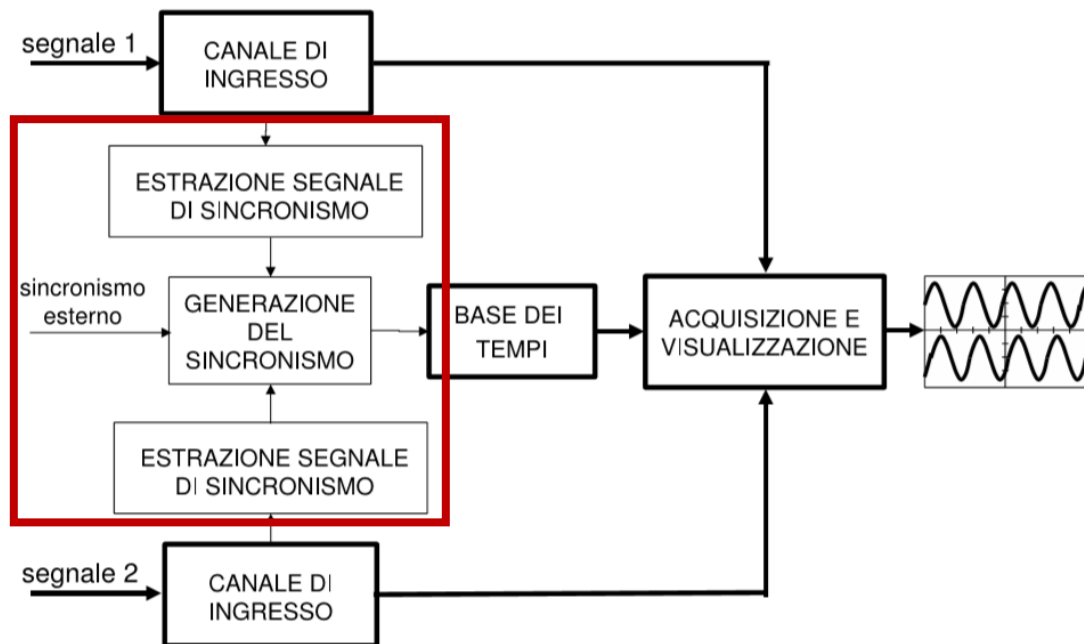 segnale 1
CANALE DI
INGRESSO
ESTRAZIONE SEGNALE
DI SINCRONISMO
sincronismo
esterno
GENERAZIONE
DEL
SINCRONISMO
BASE DEI
TEMPI
ACQUISIZIONE E
VISUALIZZAZIONE
ESTRAZIONE SEGNALE
DI SINCRONISMO
segnale 2
CANALE DI
INGRESSO